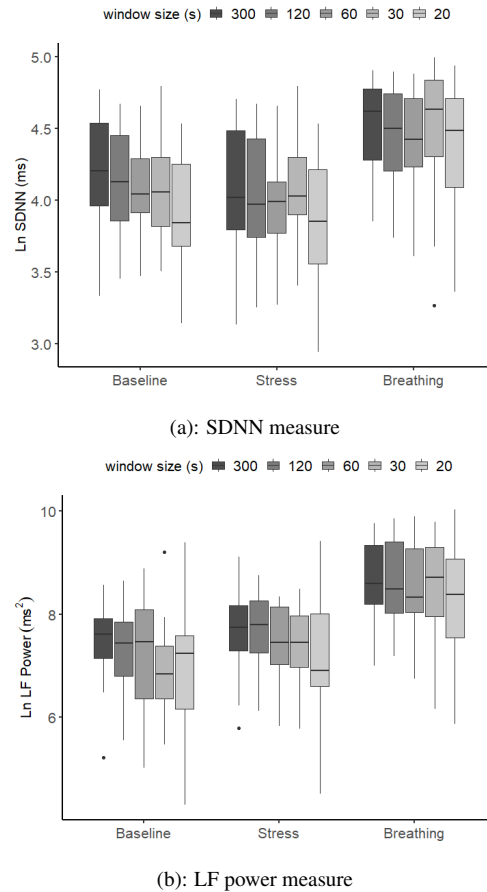 window size (s) 300 120 60 30 20
Ln SDNN (ms)
5.0
4.5
4.0
3.5
3.0
Baseline Stress Breathing
(a): SDNN measure
window size (s) 300 120 60 30 20
Ln LF Power (ms²)
10
8
6
Baseline Stress Breathing
(b): LF power measure